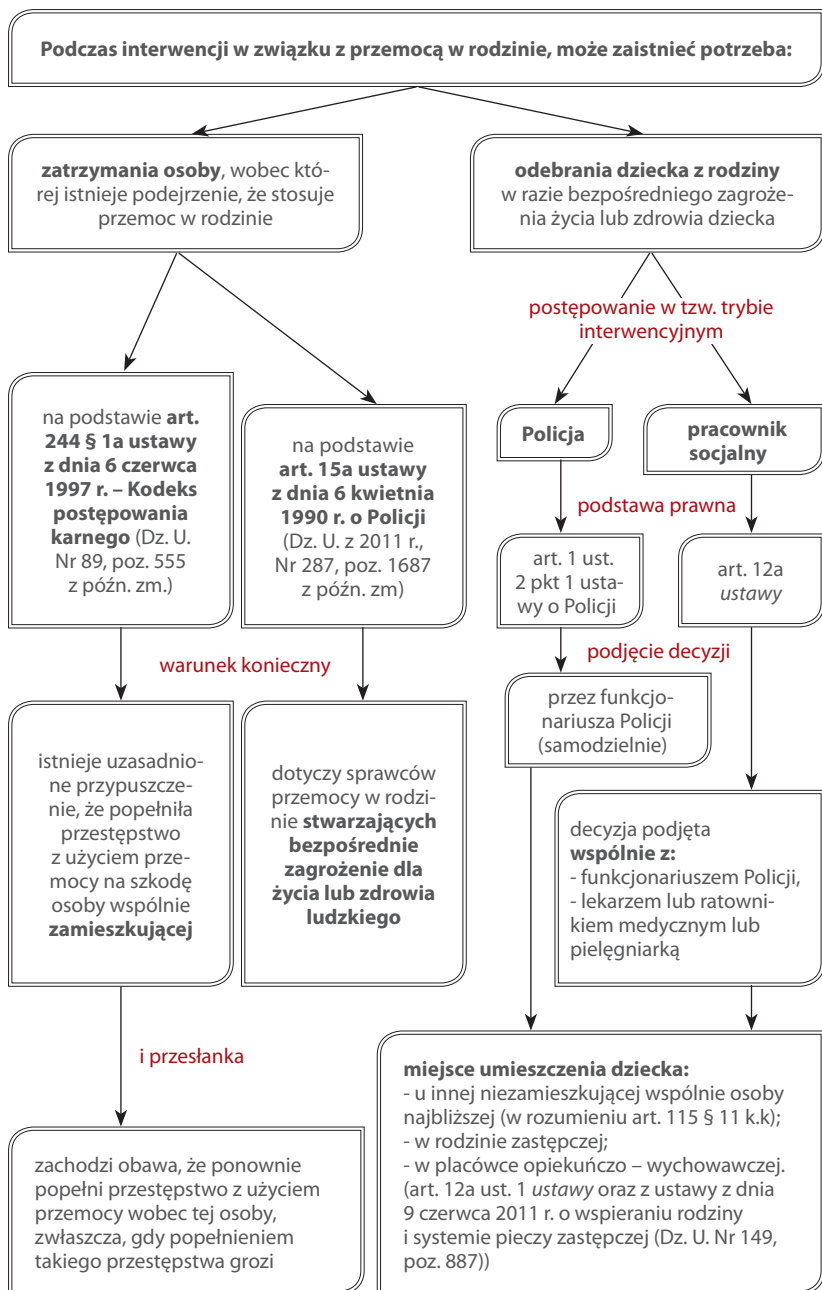 Podczas interwencji w związku z przemocą w rodzinie, może zaistnieć potrzeba:
zatrzymania osoby, wobec któ-
rej istnieje podejrzenie, że stosuje
przemoc w rodzinie
odebrania dziecka z rodziny
w razie bezpośredniego zagroże-
nia życia lub zdrowia dziecka
postępowanie w tzw. trybie
interwencyjnym
na podstawie art.
244 § 1a ustawy
z dnia 6 czerwca
1997 r. – Kodeks
postępowania
karnego (Dz. U.
Nr 89, poz. 555
z późn. zm.)
na podstawie
art. 15a ustawy
z dnia 6 kwietnia
1990 r. o Policji
(Dz. U. z 2011 r.,
Nr 287, poz. 1687
z późn. zm)
Policja
pracownik
socjalny
podstawa prawna
art. 1 ust.
2 pkt 1 usta-
wy o Policji
art. 12a
ustawy
warunek konieczny
podjęcie decyzji
przez funkcjo-
nariusza Policji
(samodzielnie)
istnieje uzasadnio-
ne przypuszcze-
nie, że popełniła
przestępstwo
z użyciem prze-
mocy na szkodę
osoby wspólnie
zamieszkującej
dotyczy sprawców
przemocy w rodzi-
nie stwarzających
bezpośrednie
zagrożenie dla
życia lub zdrowia
ludzkiego
decyzja podjęta
wspólnie z:
- funkcjonariuszem Policji,
- lekarzem lub ratowni-
kiem medycznym lub
pielęgniarką
i przesłanka
zachodzi obawa, że ponownie
popełni przestępstwo z użyciem
przemocy wobec tej osoby,
zwłaszcza, gdy popełnieniem
takiego przestępstwa grozi
miejsce umieszczenia dziecka:
- u innej niezamieszkującej wspólnie osoby
najbliższej (w rozumieniu art. 115 § 11 k.k);
- w rodzinie zastępczej;
- w placówce opiekuńczo – wychowawczej.
(art. 12a ust. 1 ustawy oraz z ustawy z dnia
9 czerwca 2011 r. o wspieraniu rodziny
i systemie pieczy zastępczej (Dz. U. Nr 149,
poz. 887))